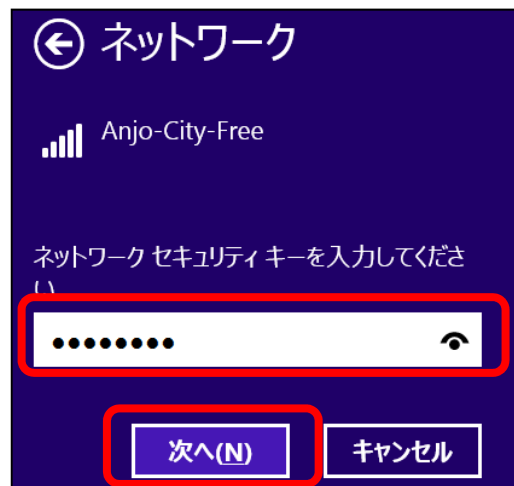 ネットワーク
Anjo-City-Free
ネットワーク セキュリティ キーを入力してくださ
い
••••••••
次へ(N)
キャンセル